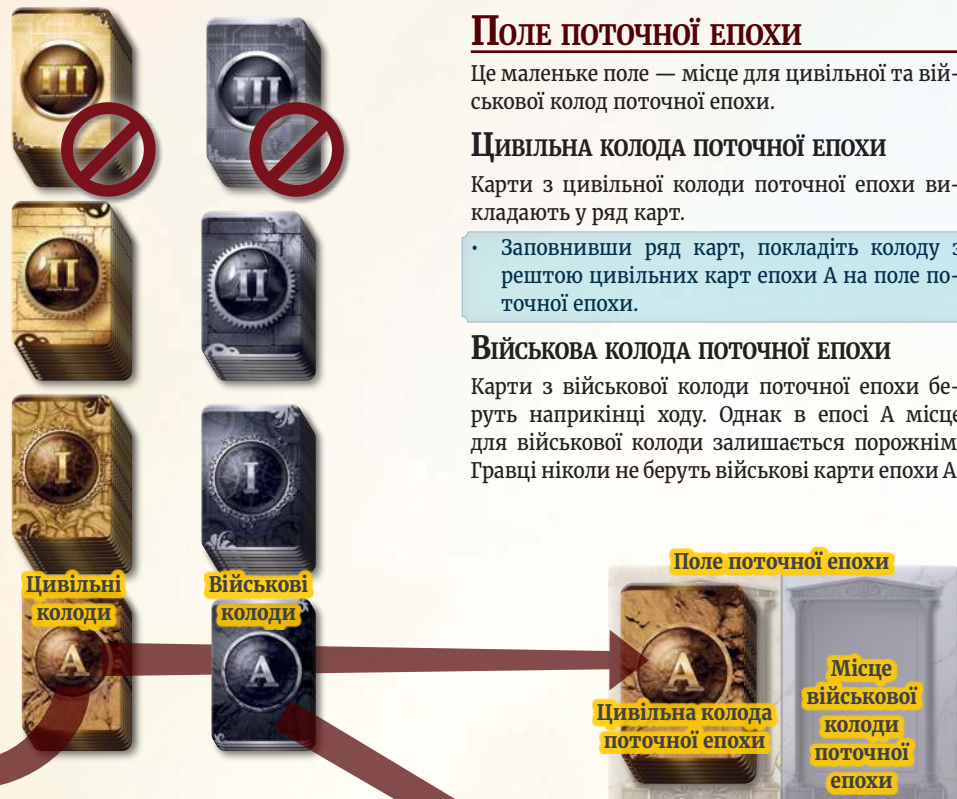 III
III
II
II
I
I
Цивільні
колоди
Військові
колоди
A
A
Поле поточної епохи
Це маленьке поле — місце для цивільної та вій-
ськової колод поточної епохи.
Цивільна колода поточної епохи
Карти з цивільної колоди поточної епохи ви-
кладають у ряд карт.
• Заповнивши ряд карт, покладіть колоду з
рештою цивільних карт епохи А на поле по-
точної епохи.
Військова колода поточної епохи
Карти з військової колоди поточної епохи бе-
руть наприкінці ходу. Однак в епосі А місце
для військової колоди залишається порожнім
Гравці ніколи не беруть військові карти епохи А
Поле поточної епохи
A
Цивільна колода
поточної епохи
Місце
військової
колоди
поточної
епохи